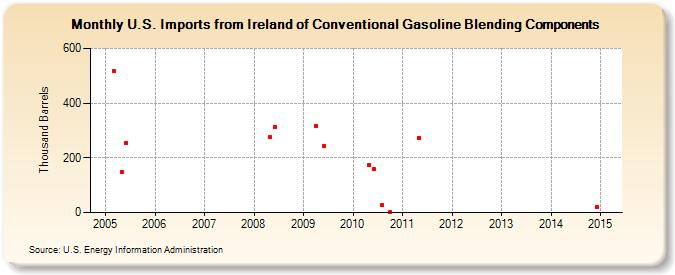 Monthly U.S. Imports from Ireland of Conventional Gasoline Blending Components
Thousand Barrels
600
400
200
0
2005 2006 2007 2008 2009 2010 2011 2012 2013 2014 2015
Source: U.S. Energy Information Administration